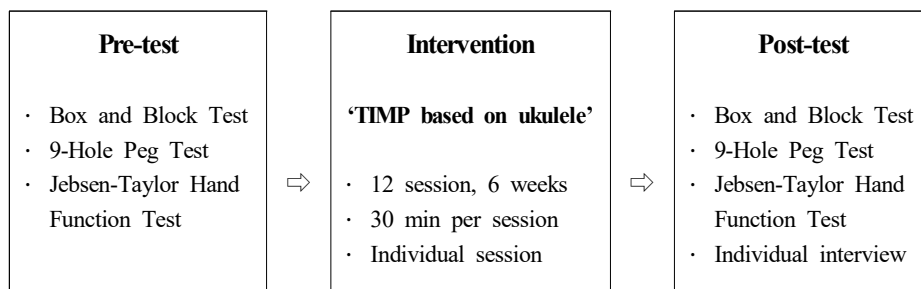 Pre-test
· Box and Block Test
· 9-Hole Peg Test
· Jebsen-Taylor Hand
Function Test
⇨
Intervention
‘TIMP based on ukulele’
· 12 session, 6 weeks
· 30 min per session
· Individual session
⇨
Post-test
· Box and Block Test
· 9-Hole Peg Test
· Jebsen-Taylor Hand
Function Test
· Individual interview